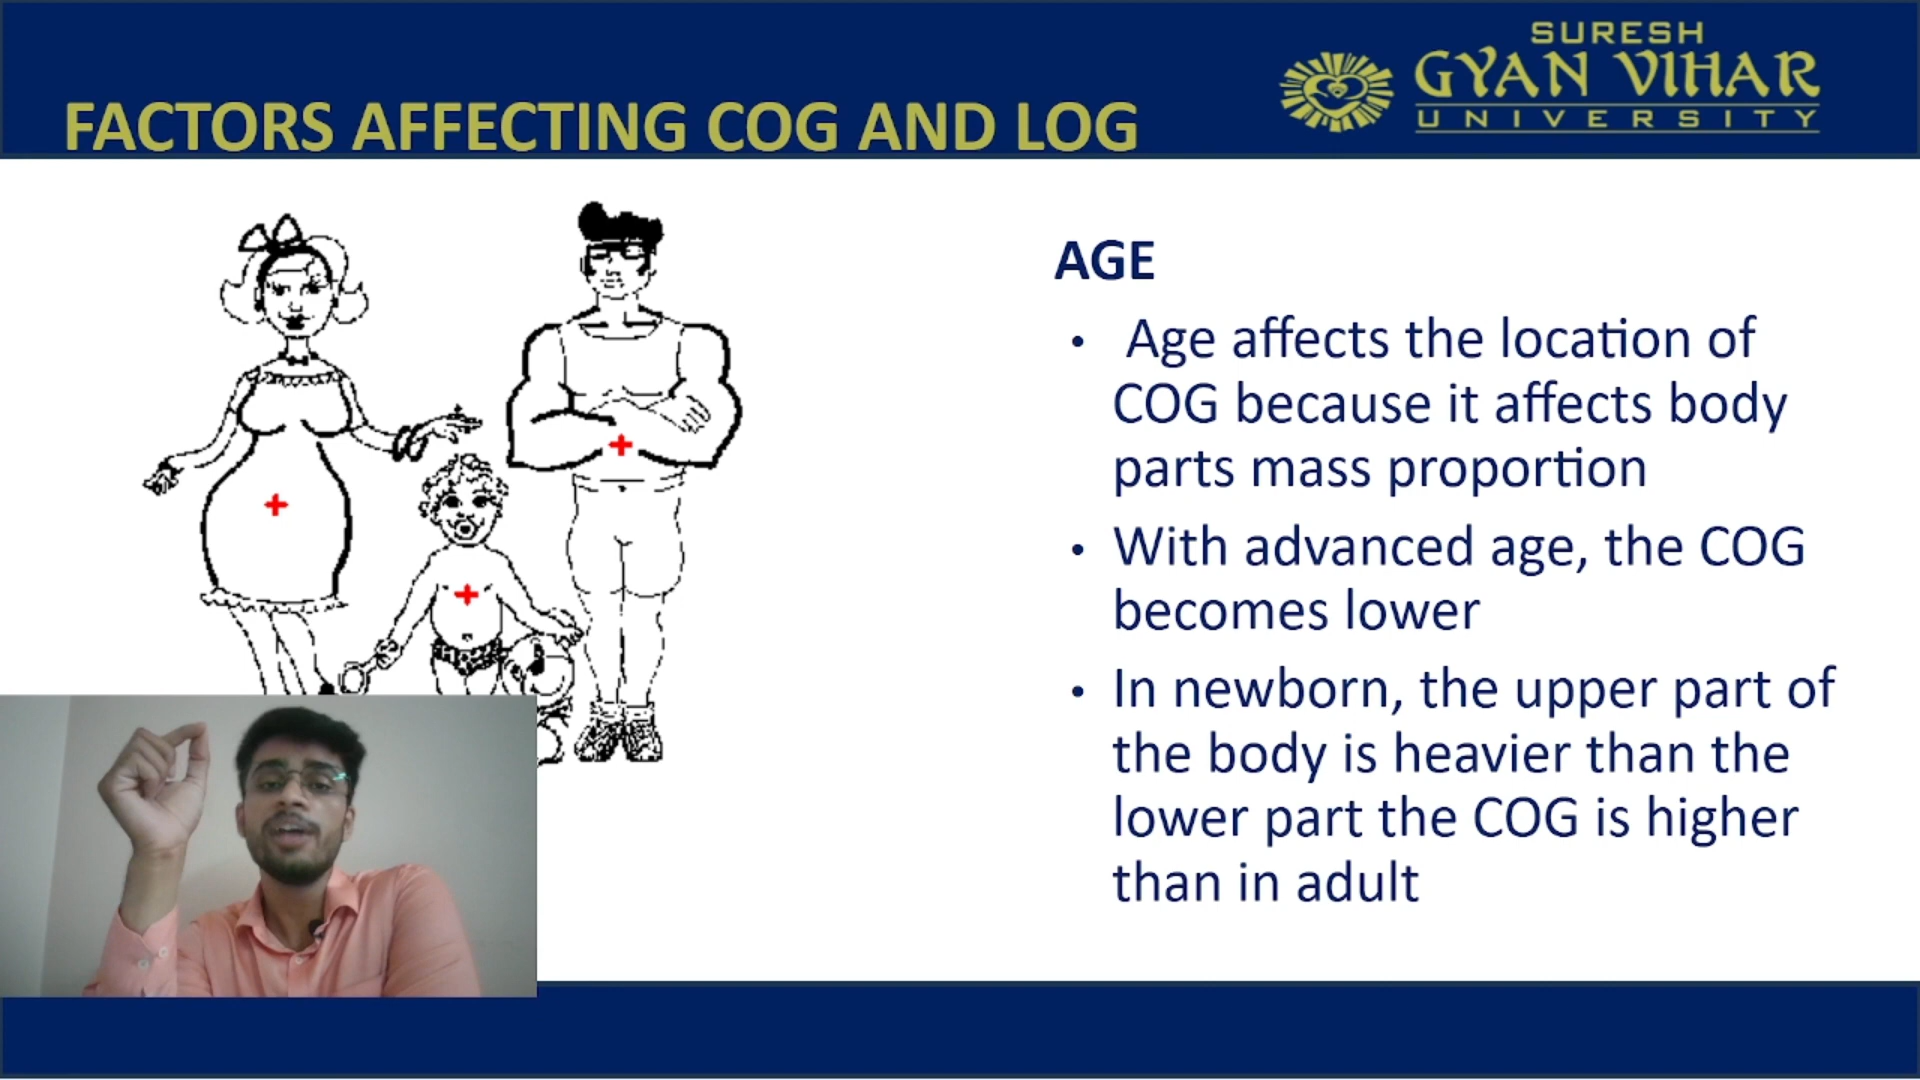 SURESH
GYAN VIHAR
UNIVERSITY
FACTORS AFFECTING COG AND LOG
AGE
• Age affects the location of
COG because it affects body
parts mass proportion
• With advanced age, the COG
becomes lower
• In newborn, the upper part of
the body is heavier than the
lower part the COG is higher
than in adult